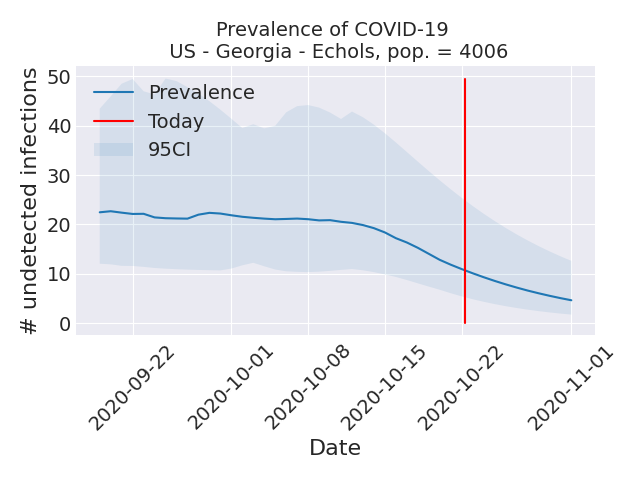 Prevalence of COVID-19
US - Georgia - Echols, pop. = 4006
# undetected infections
50
40
30
20
10
0
Prevalence
Today
95CI
2020-09-22
2020-10-01
2020-10-08
2020-10-15
2020-10-22
2020-11-01
Date